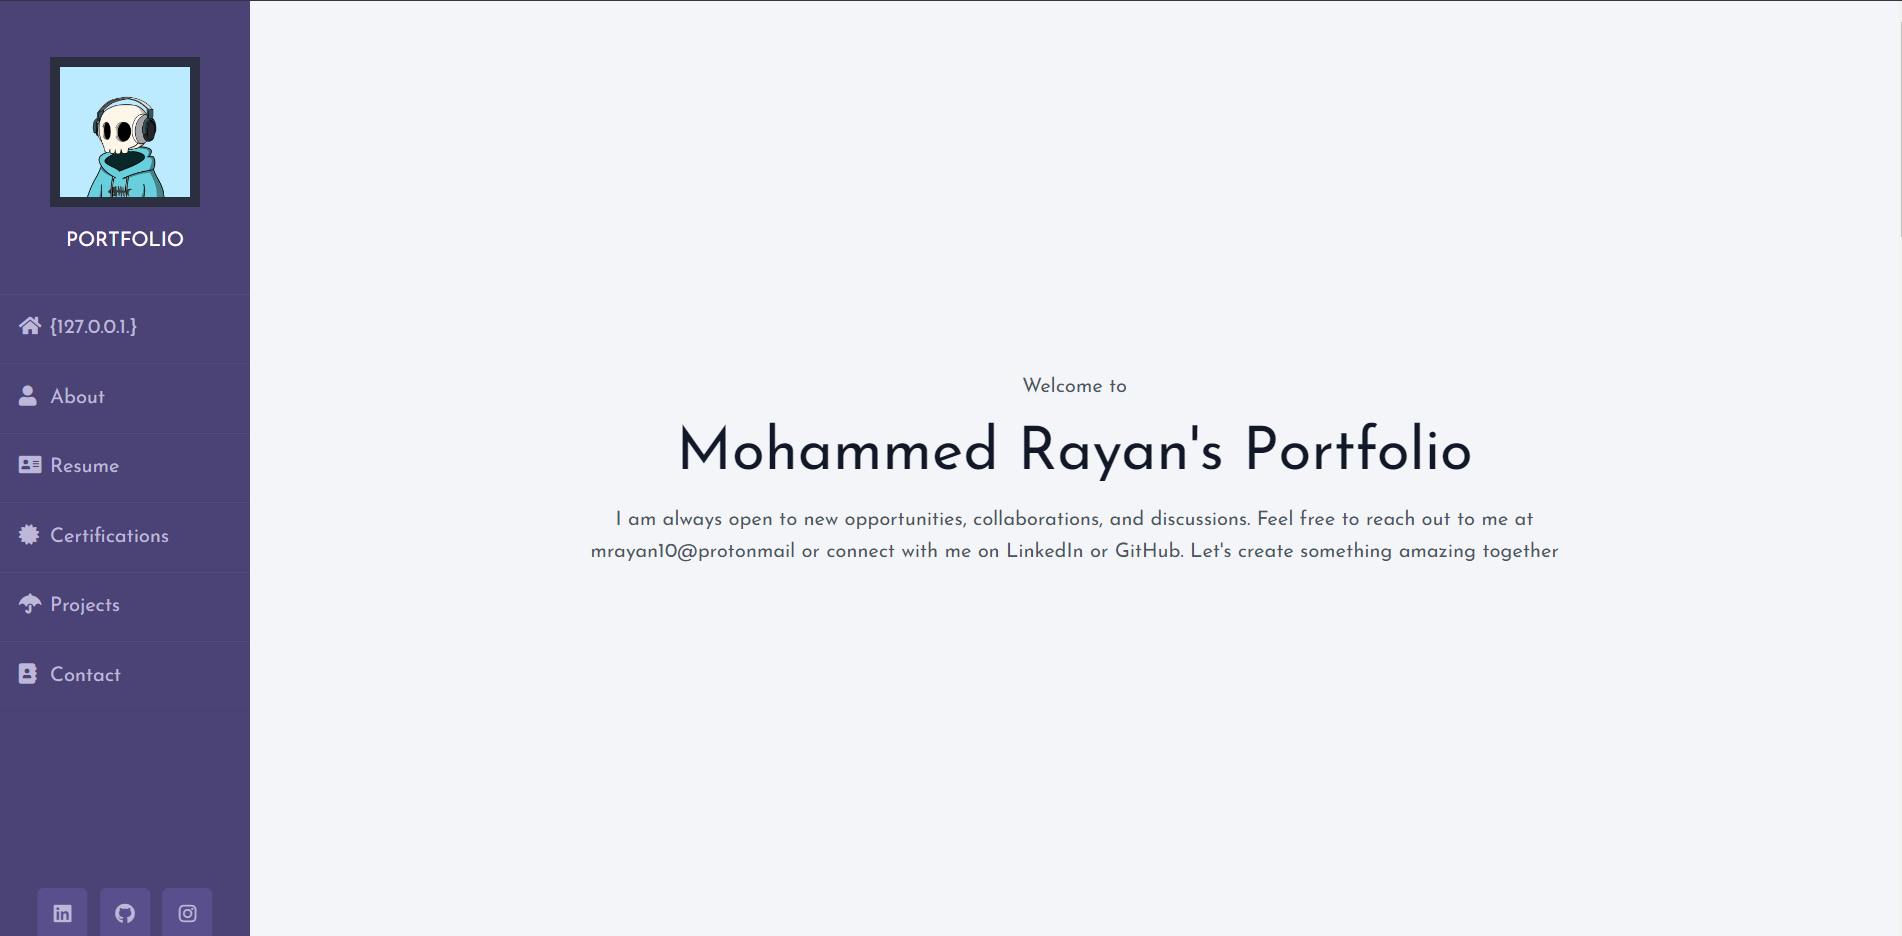 PORTFOLIO
{127.0.0.1.}
About
Resume
Certifications
Projects
Contact
Welcome to
Mohammed Rayan's Portfolio
I am always open to new opportunities, collaborations, and discussions. Feel free to reach out to me at
mrayan10@protonmail or connect with me on LinkedIn or GitHub. Let's create something amazing together